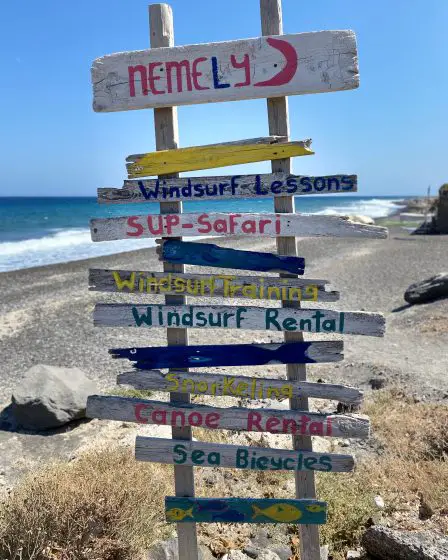 NEMELY
Windsurf-Lessons
SUP-Safari
Windsurf Training
Windsurf Rental
Snorkeling
Canoe Rental
Sea Bicycles